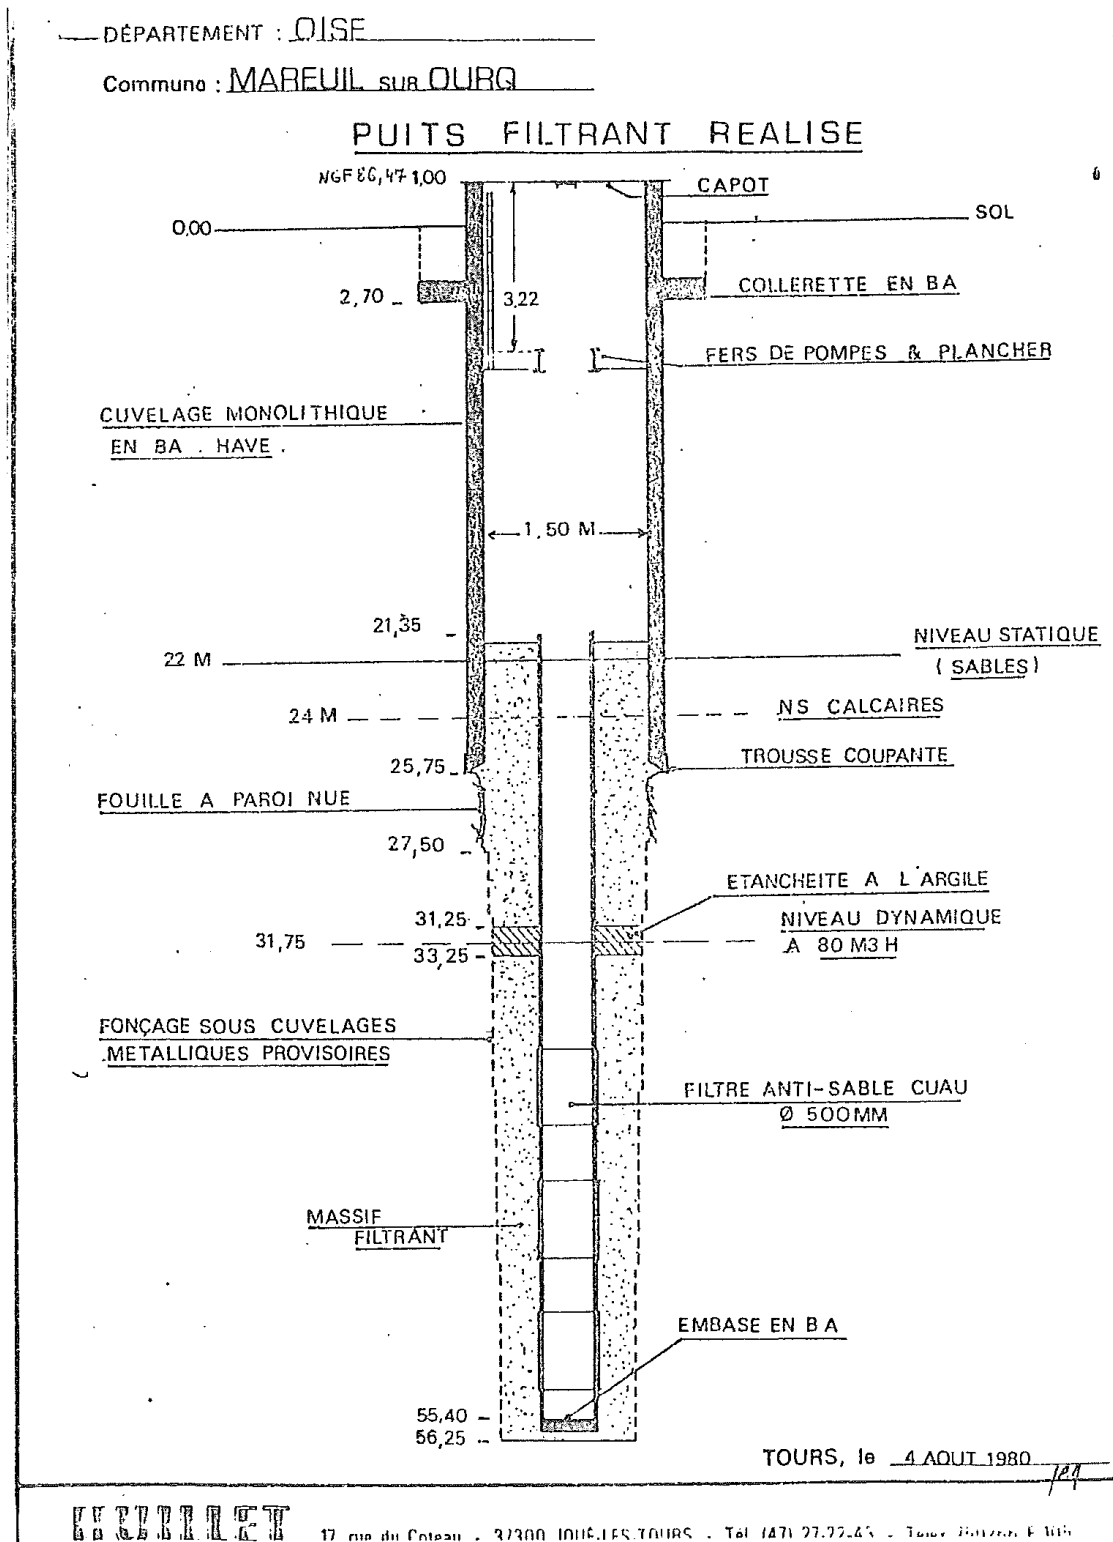 DÉPARTEMENT : OISE
Commune : MAREUIL SUR OURQ
PUITS FILTRANT REALISE
NGF 86,47 1,00
CAPOT
0,00
SOL
2,70
3,22
COLLERETTE EN BA
FERS DE POMPES & PLANCHER
CUVELAGE MONOLITHIQUE
EN BA . HAVE .
1,50 M
21,35
22 M
NIVEAU STATIQUE
( SABLES )
24 M
NS CALCAIRES
25,75
TROUSSE COUPANTE
FOUILLE A PAROI NUE
27,50
ETANCHEITE A L'ARGILE
31,25
31,75
33,25
NIVEAU DYNAMIQUE
A 80 M3 H
FONÇAGE SOUS CUVELAGES
METALLIQUES PROVISOIRES
FILTRE ANTI-SABLE CUAU
Ø 500 MM
MASSIF
FILTRANT
EMBASE EN BA
55,40
56,25
TOURS, le 4 AOUT 1980
HUILLET 17, rue du Coteau - 37300 JOUÉ-LES-TOURS - Tél. (47) 27-22-43 -